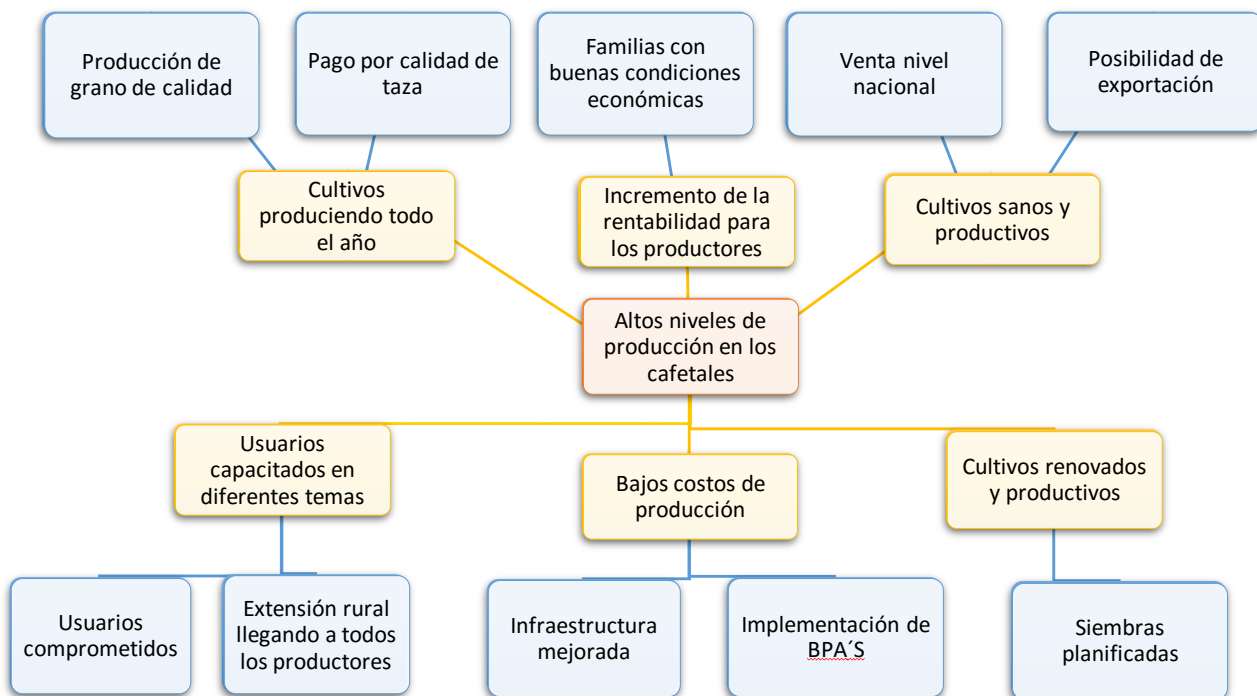 Producción de
grano de calidad
Pago por calidad de
taza
Familias con
buenas condiciones
económicas
Venta nivel
nacional
Posibilidad de
exportación
Cultivos
produciendo todo
el año
Incremento de la
rentabilidad para
los productores
Cultivos sanos y
productivos
Altos niveles de
producción en los
cafetales
Usuarios
capacitados en
diferentes temas
Bajos costos de
producción
Cultivos renovados
y productivos
Usuarios
comprometidos
Extensión rural
llegando a todos
los productores
Infraestructura
mejorada
Implementación de
BPA´S
Siembras
planificadas